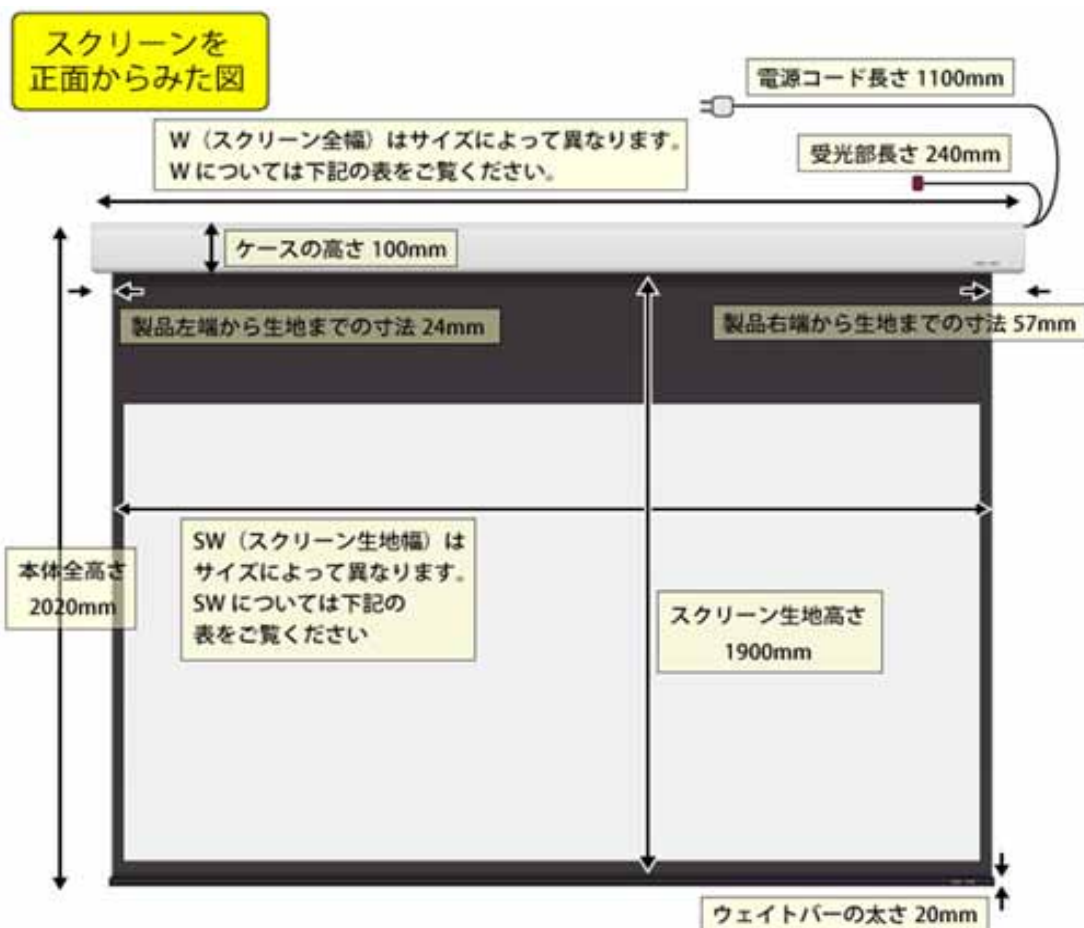 スクリーンを
正面からみた図
電源コード長さ 1100mm
W（スクリーン全幅）はサイズによって異なります。
W については下記の表をご覧ください。
受光部長さ 240mm
ケースの高さ 100mm
製品左端から生地までの寸法 24mm
製品右端から生地までの寸法 57mm
SW（スクリーン生地幅）は
サイズによって異なります。
SW については下記の
表をご覧ください
本体全高さ
2020mm
スクリーン生地高さ
1900mm
ウェイトバーの太さ 20mm